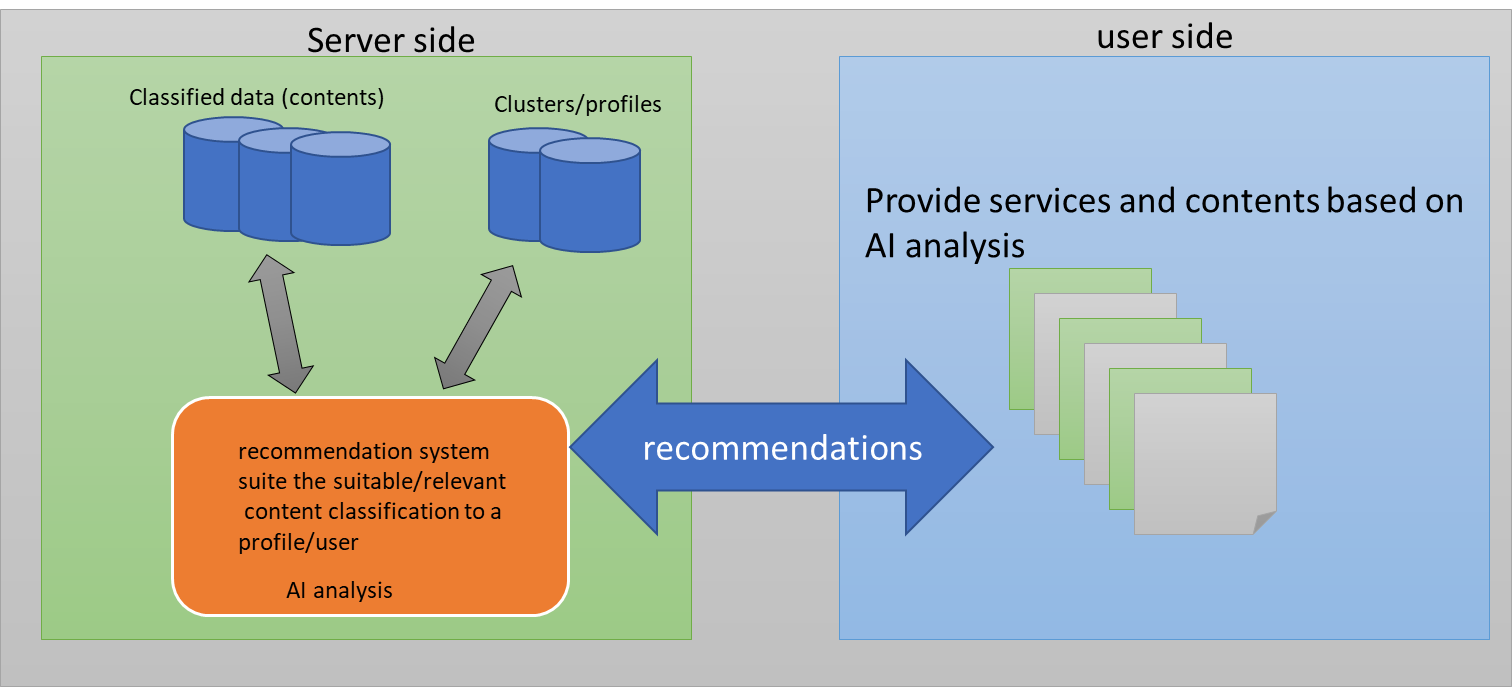 Server side
user side
Classified data (contents)
Clusters/profiles
Provide services and contents based on
AI analysis
recommendations
recommendation system
suite the suitable/relevant
content classification to a
profile/user
AI analysis